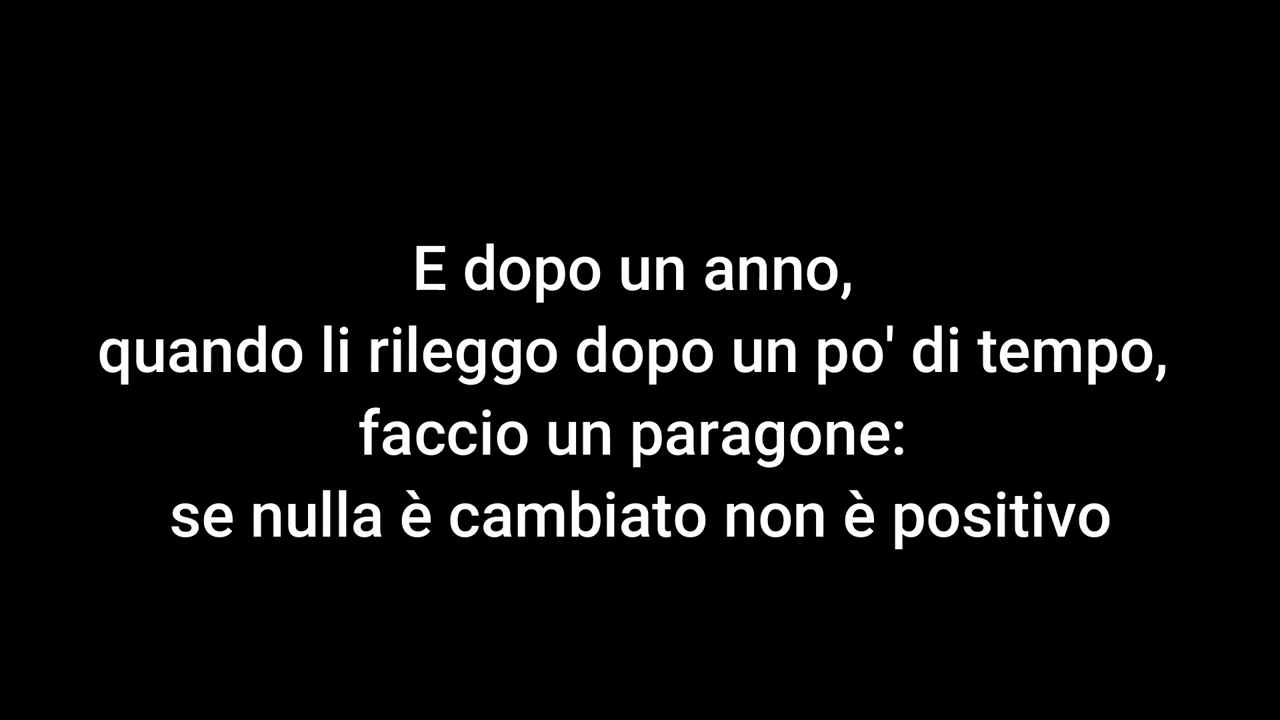 E dopo un anno,
quando li rileggo dopo un po' di tempo,
faccio un paragone:
se nulla è cambiato non è positivo